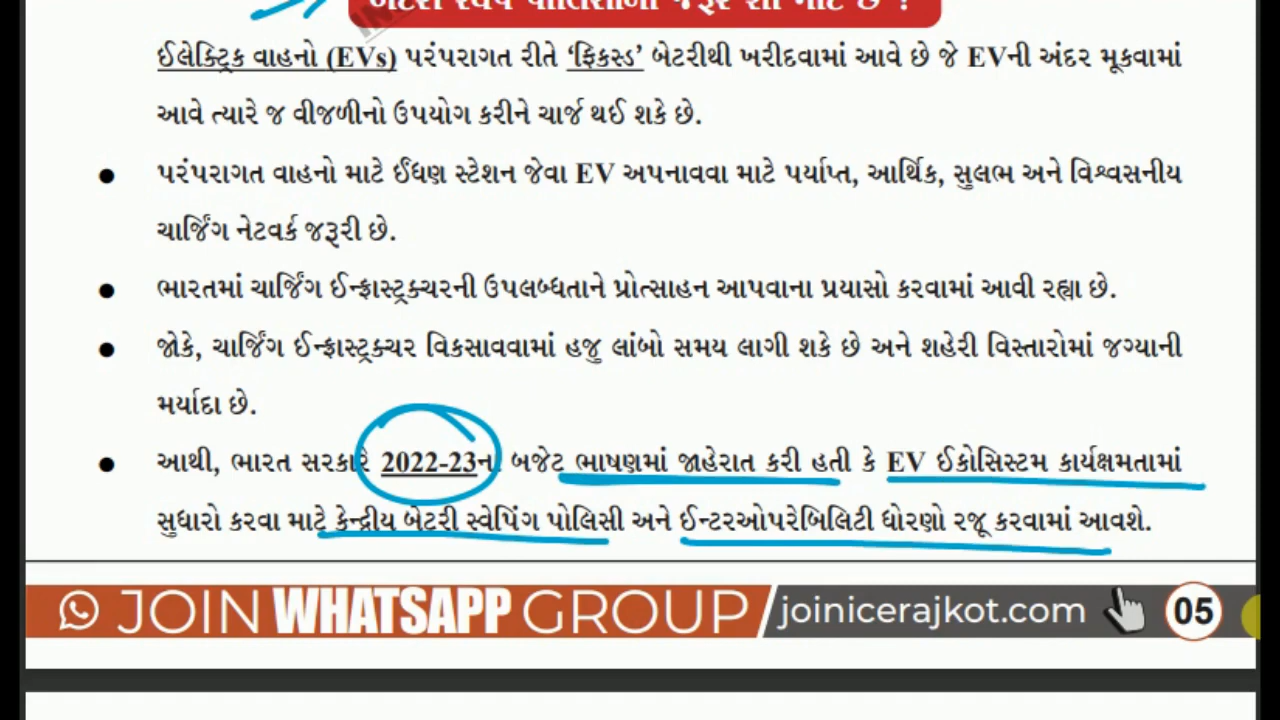 બેટરી સ્વેપ પોલિસીની જરૂર શા માટે છે ?
ઈલેક્ટ્રિક વાહનો (EVs) પરંપરાગત રીતે ‘ફિકસ્ડ’ બેટરીથી ખરીદવામાં આવે છે જે EVની અંદર મૂકવામાં
આવે ત્યારે જ વીજળીનો ઉપયોગ કરીને ચાર્જ થઈ શકે છે.
● પરંપરાગત વાહનો માટે ઈંધણ સ્ટેશન જેવા EV અપનાવવા માટે પર્યાપ્ત, આર્થિક, સુલભ અને વિશ્વસનીય
ચાર્જિંગ નેટવર્ક જરૂરી છે.
● ભારતમાં ચાર્જિંગ ઈન્ફ્રાસ્ટ્રક્ચરની ઉપલબ્ધતાને પ્રોત્સાહન આપવાના પ્રયાસો કરવામાં આવી રહ્યા છે.
● જોકે, ચાર્જિંગ ઈન્ફ્રાસ્ટ્રક્ચર વિકસાવવામાં હજુ લાંબો સમય લાગી શકે છે અને શહેરી વિસ્તારોમાં જગ્યાની
મર્યાદા છે.
● આથી, ભારત સરકારે 2022-23ના બજેટ ભાષણમાં જાહેરાત કરી હતી કે EV ઈકોસિસ્ટમ કાર્યક્ષમતામાં
સુધારો કરવા માટે કેન્દ્રીય બેટરી સ્વેપિંગ પોલિસી અને ઈન્ટરઓપરેબિલિટી ધોરણો રજૂ કરવામાં આવશે.
JOIN WHATSAPP GROUP joinicerajkot.com 05